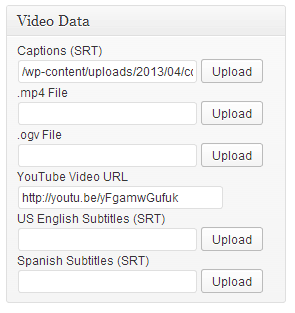 Video Data
Captions (SRT)
/wp-content/uploads/2013/04/cc Upload
.mp4 File
Upload
.ogv File
Upload
YouTube Video URL
http://youtu.be/yFgamwGufuk
US English Subtitles (SRT)
Upload
Spanish Subtitles (SRT)
Upload